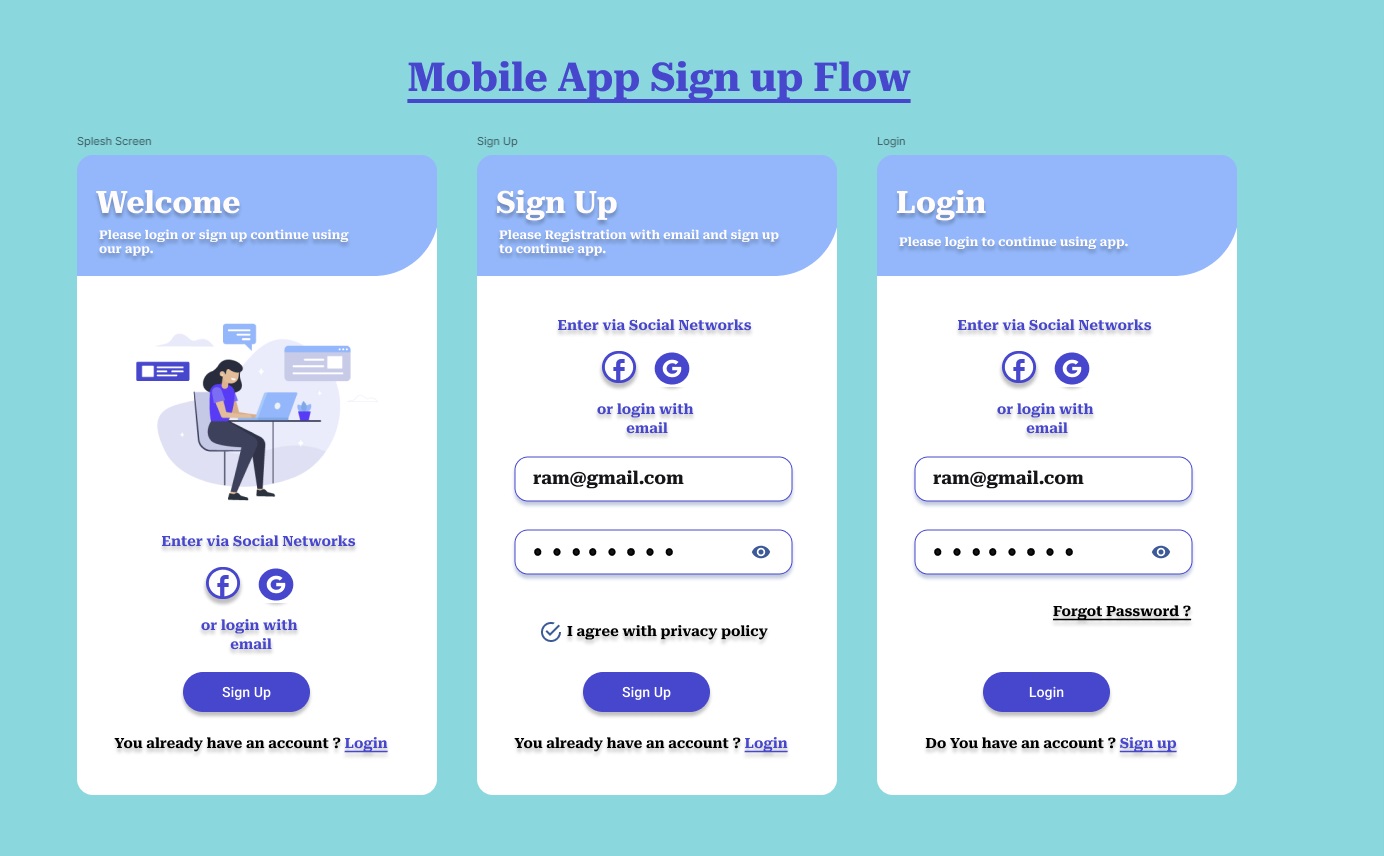 Mobile App Sign up Flow
Splesh Screen
Welcome
Please login or sign up continue using
our app.
Enter via Social Networks
f G
or login with
email
Sign Up
You already have an account ? Login
Sign Up
Sign Up
Please Registration with email and sign up
to continue app.
Enter via Social Networks
f G
or login with
email
ram@gmail.com
I agree with privacy policy
Sign Up
You already have an account ? Login
Login
Login
Please login to continue using app.
Enter via Social Networks
f G
or login with
email
ram@gmail.com
Forgot Password ?
Login
Do You have an account ? Sign up